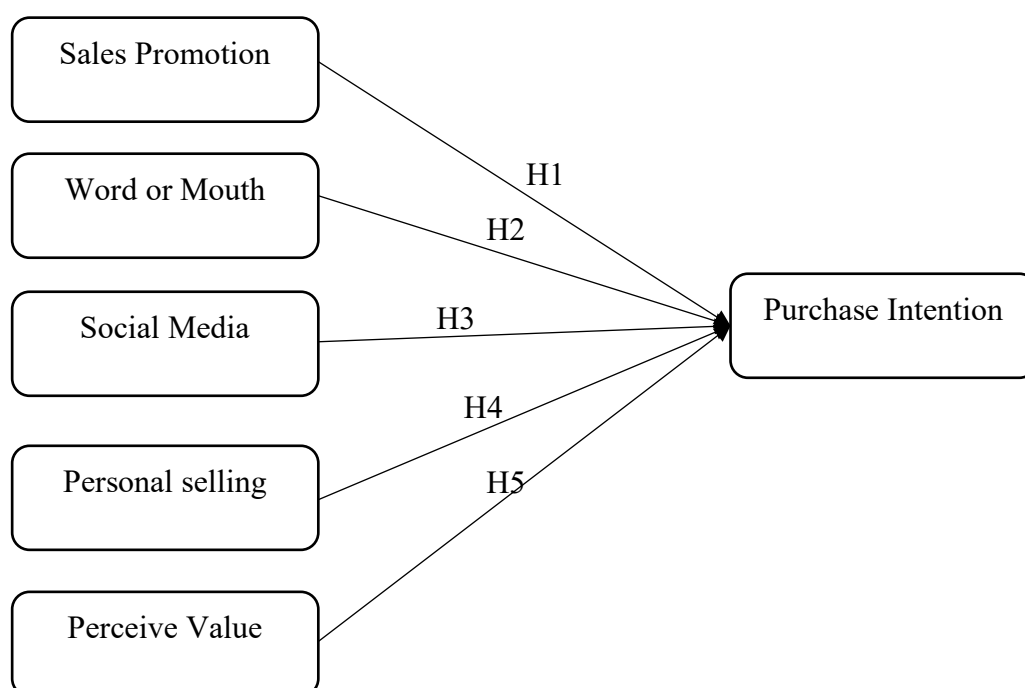 Sales Promotion
H1
Word or Mouth
H2
Purchase Intention
Social Media
H3
H4
Personal selling
H5
Perceive Value